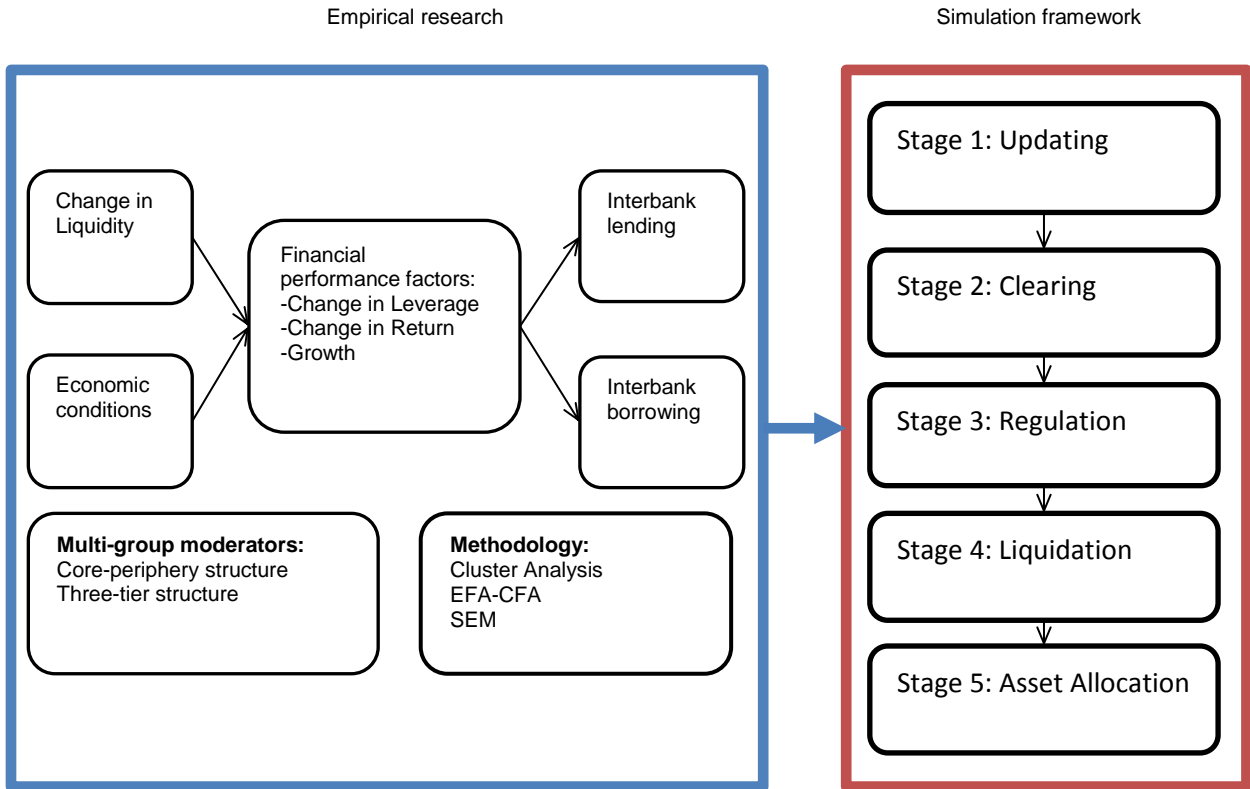 Empirical research
Simulation framework
Change in
Liquidity
Economic
conditions
Financial
performance factors:
-Change in Leverage
-Change in Return
-Growth
Interbank
lending
Interbank
borrowing
Multi-group moderators:
Core-periphery structure
Three-tier structure
Methodology:
Cluster Analysis
EFA-CFA
SEM
Stage 1: Updating
Stage 2: Clearing
Stage 3: Regulation
Stage 4: Liquidation
Stage 5: Asset Allocation